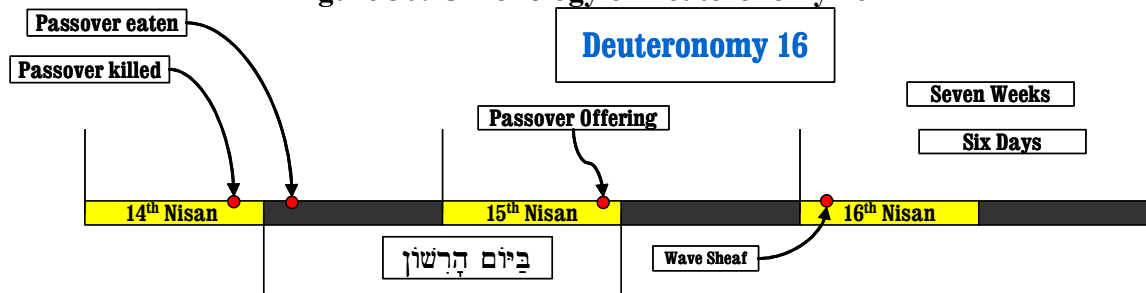 Passover eaten
Deuteronomy 16
Passover killed
Seven Weeks
Passover Offering
Six Days
14th Nisan
15th Nisan
16th Nisan
בַּיּוֹם הָרִשׁוֹן
Wave Sheaf